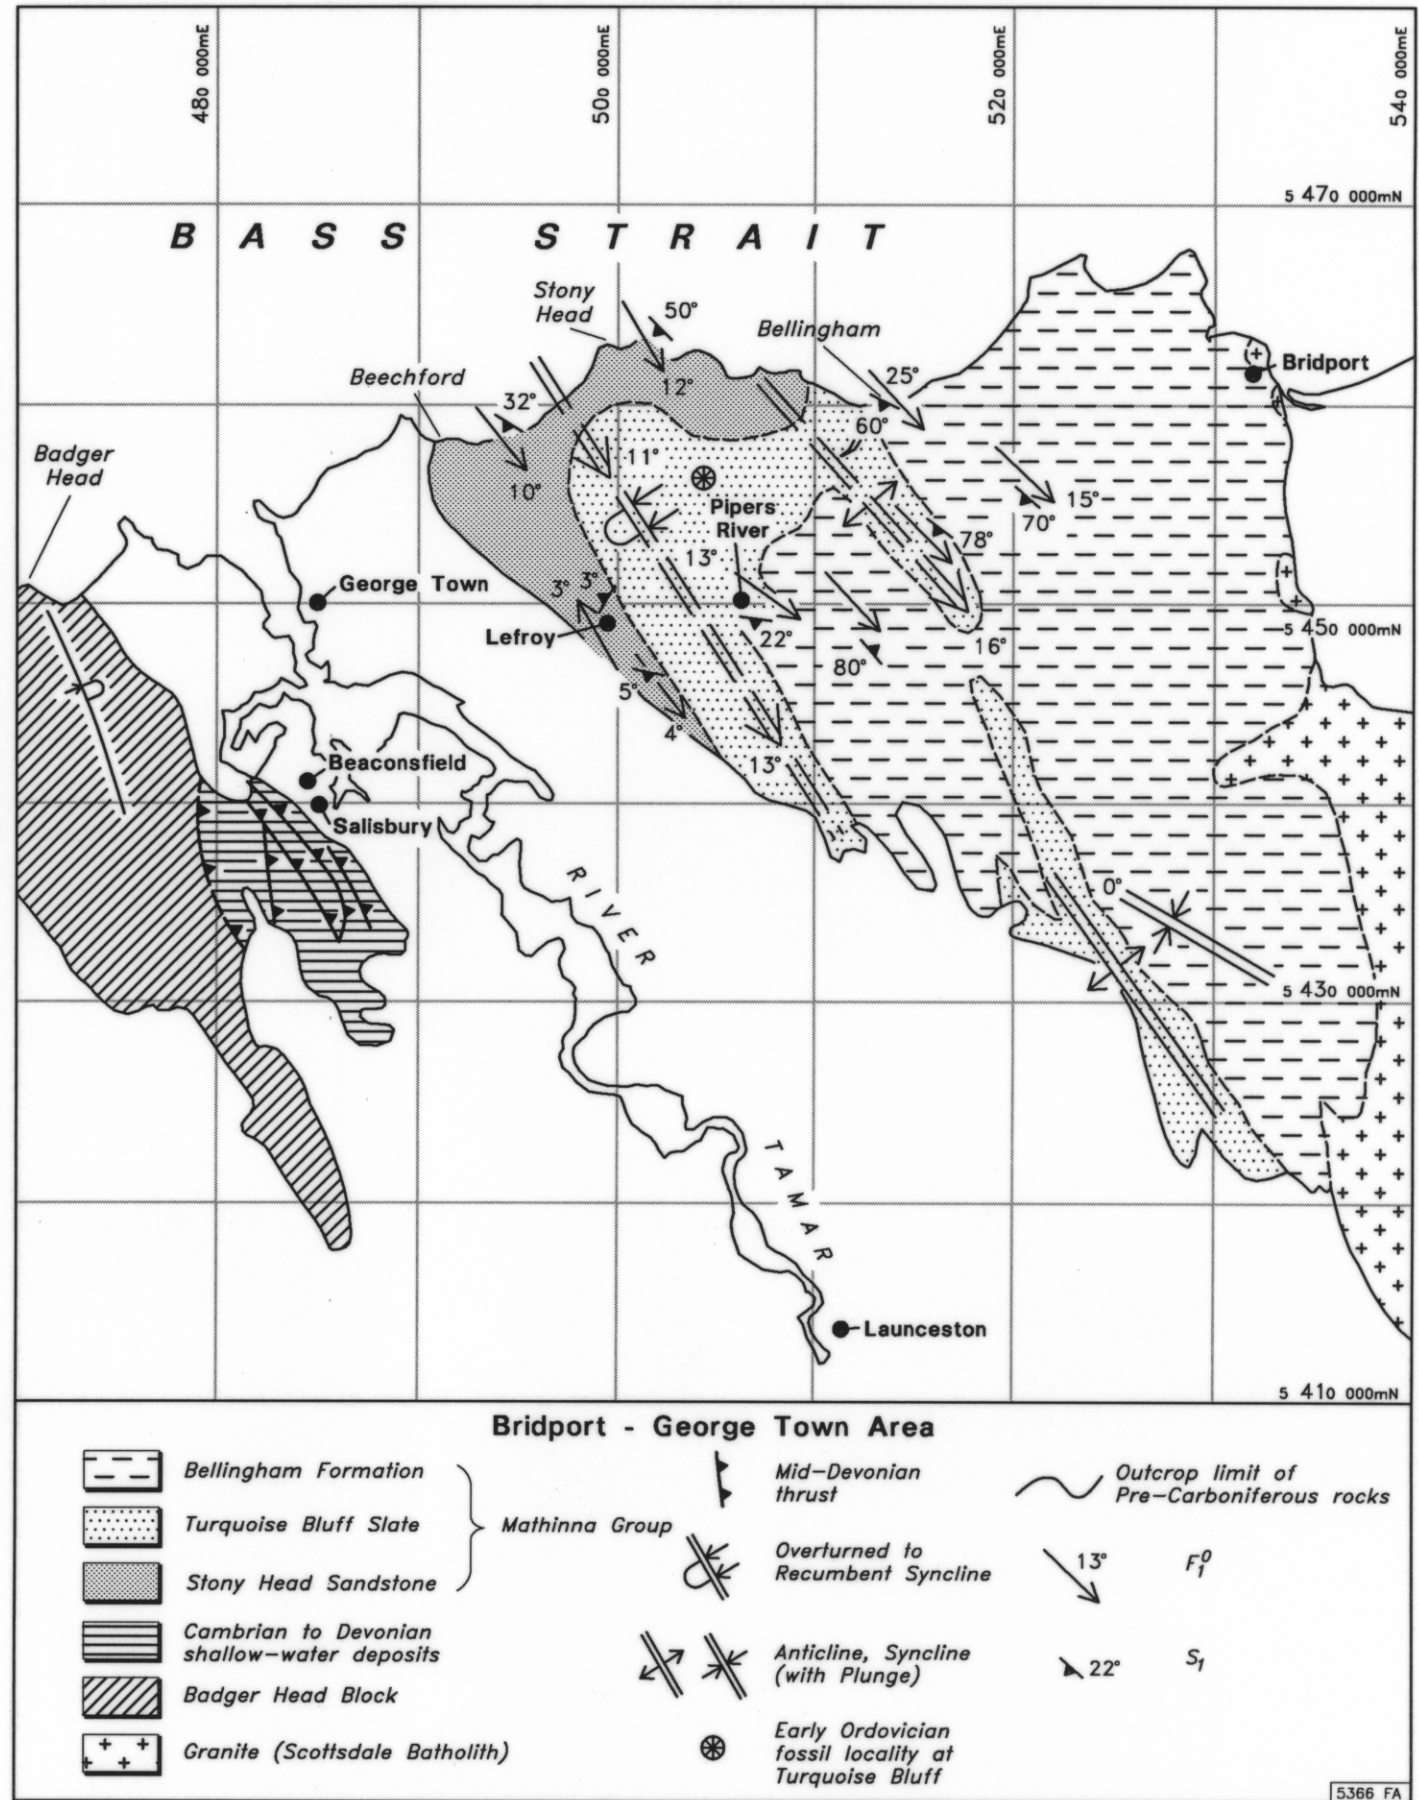 480 000mE
500 000mE
520 000mE
540 000mE
5 470 000mN
BASS STRAIT
Stony
Head
50°
Bellingham
12°
25°
Bridport
Beechford
32°
60°
Badger
Head
11°
10°
Pipers
River
15°
70°
78°
13°
George Town
3°
3°
Lefroy
22°
16°
5 450 000mN
80°
5°
4°
13°
Beaconsfield
Salisbury
RIVER
0°
5 430 000mN
TAMAR
Launceston
5 410 000mN
Bridport - George Town Area
Bellingham Formation
Turquoise Bluff Slate
Stony Head Sandstone
Mathinna Group
Cambrian to Devonian
shallow-water deposits
Badger Head Block
Granite (Scottsdale Batholith)
Mid-Devonian
thrust
Overturned to
Recumbent Syncline
Anticline, Syncline
(with Plunge)
Early Ordovician
fossil locality at
Turquoise Bluff
Outcrop limit of
Pre-Carboniferous rocks
13°
F₁⁰
22°
S₁
5366 FA